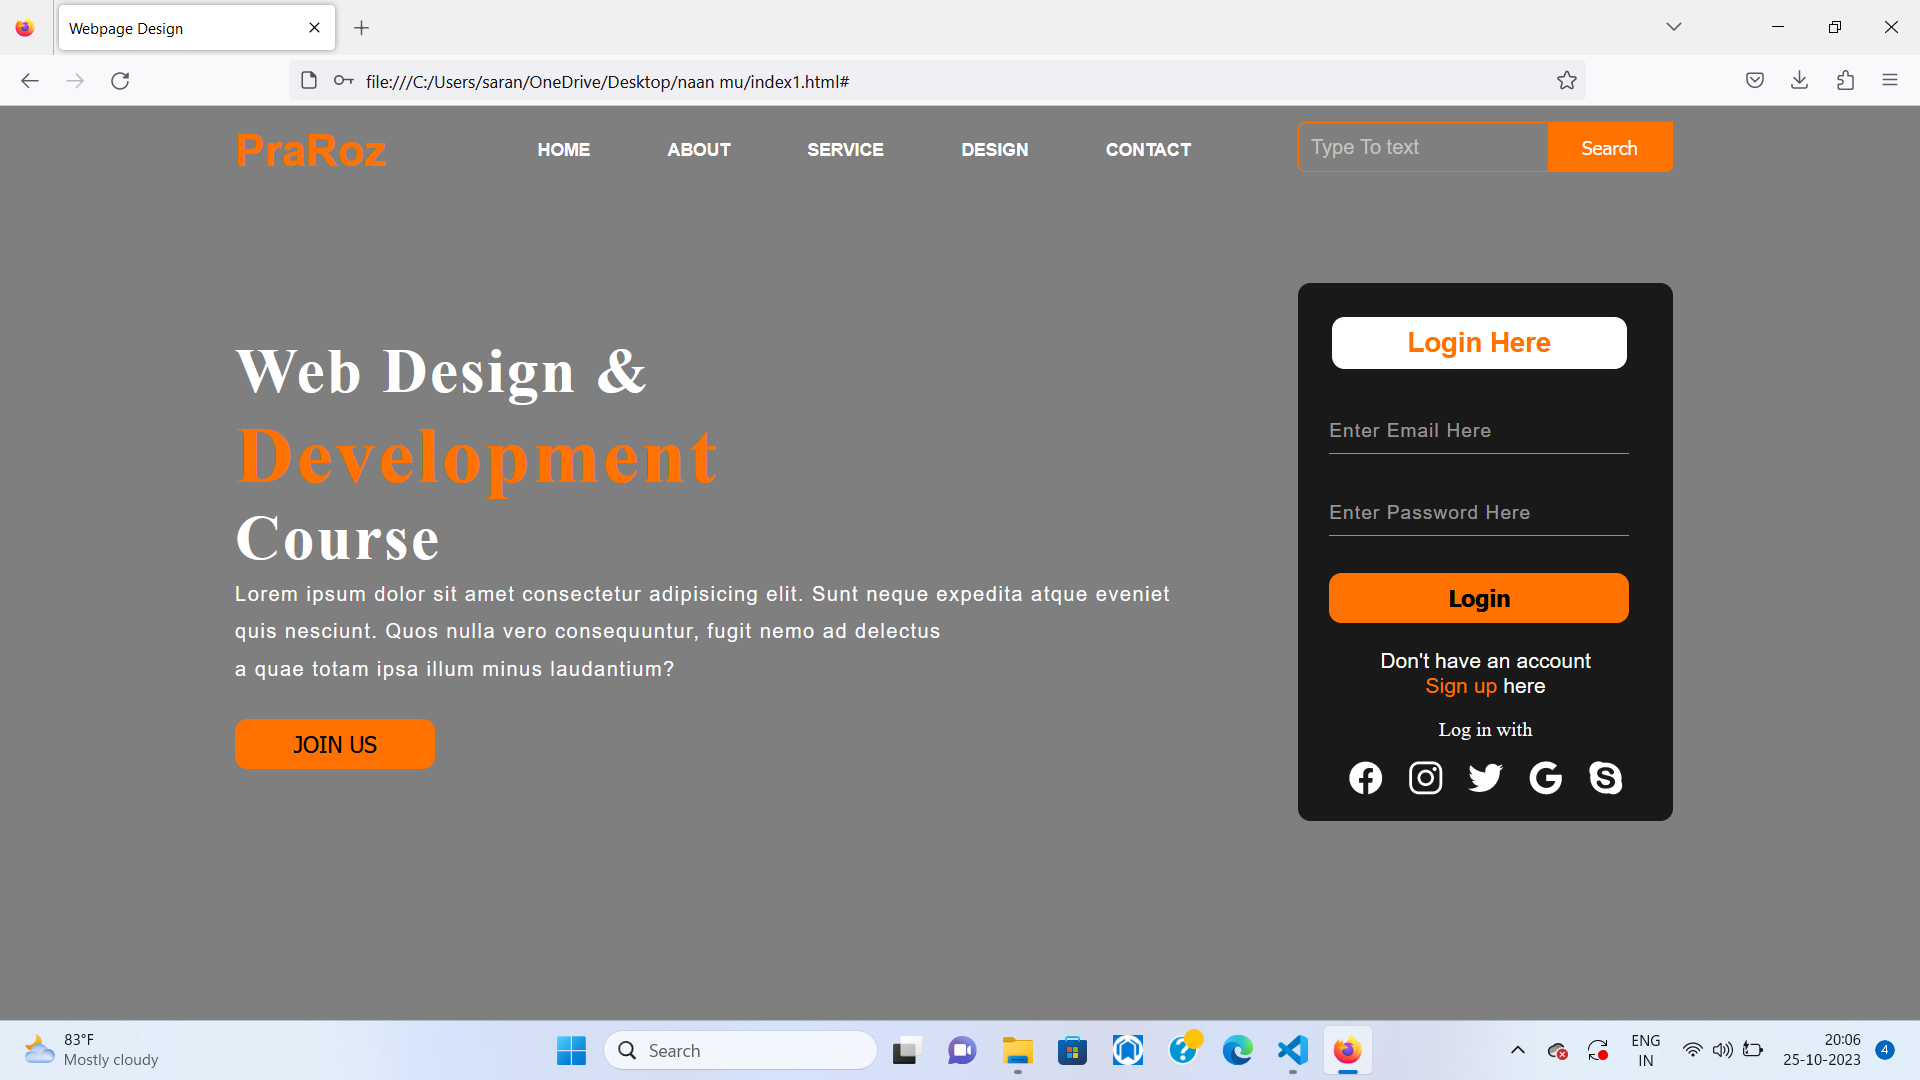 Webpage Design
file:///C:/Users/saran/OneDrive/Desktop/naan mu/index1.html#
PraRoz
HOME ABOUT SERVICE DESIGN CONTACT
Type To text
Search
Web Design &
Development
Course
Lorem ipsum dolor sit amet consectetur adipisicing elit. Sunt neque expedita atque eveniet
quis nesciunt. Quos nulla vero consequuntur, fugit nemo ad delectus
a quae totam ipsa illum minus laudantium?
JOIN US
Login Here
Enter Email Here
Enter Password Here
Login
Don't have an account
Sign up here
Log in with
83°F
Mostly cloudy
Search
ENG
IN
20:06
25-10-2023
4